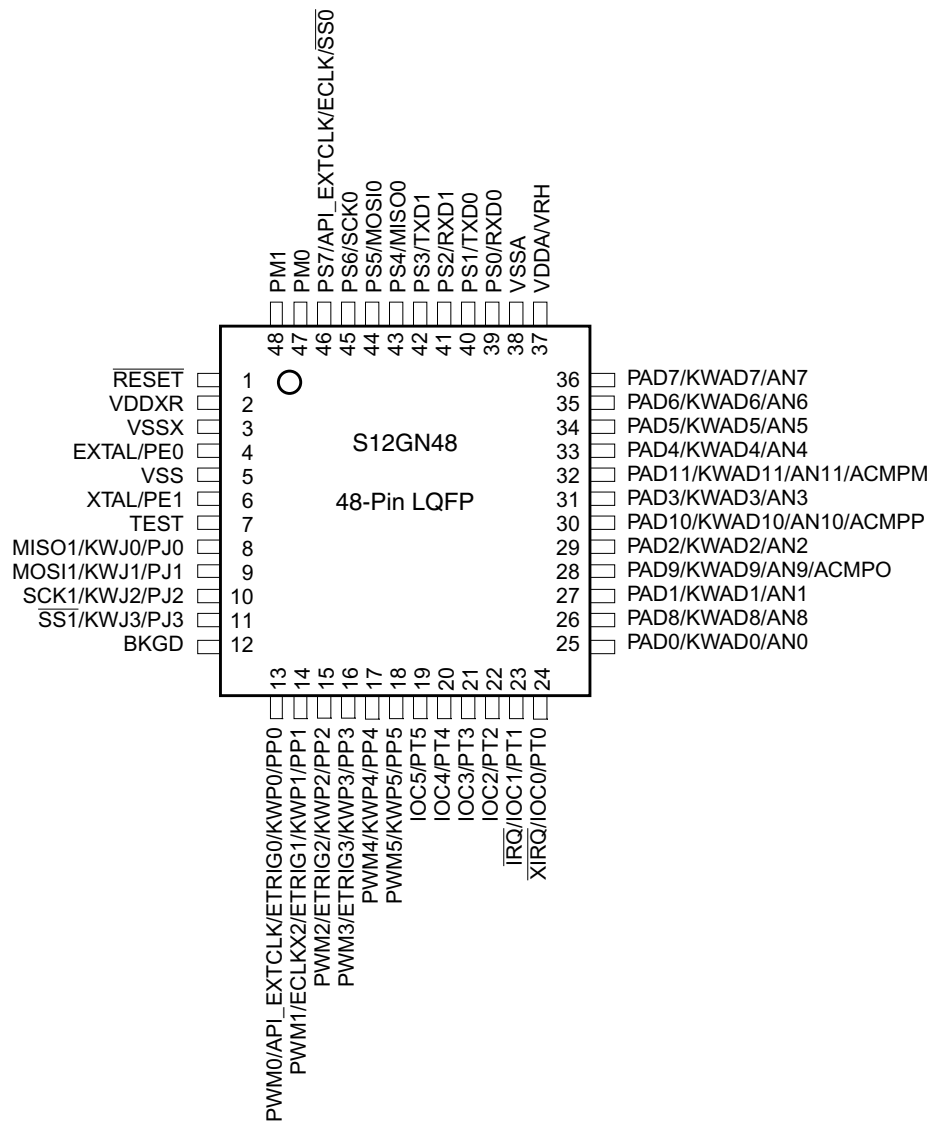 PS7/API_EXTCLK/ECLK/SS0
PM1
PM0
PS6/SCK0
PS5/MOSI0
PS4/MISO0
PS3/TXD1
PS2/RXD1
PS1/TXD0
PS0/RXD0
VSSA
VDDA/VRH
48
47
46
45
44
43
42
41
40
39
38
37
RESET 1
VDDXR 2
VSSX 3
EXTAL/PE0 4
VSS 5
XTAL/PE1 6
TEST 7
MISO1/KWJ0/PJ0 8
MOSI1/KWJ1/PJ1 9
SCK1/KWJ2/PJ2 10
SS1/KWJ3/PJ3 11
BKGD 12
S12GN48
48-Pin LQFP
36 PAD7/KWAD7/AN7
35 PAD6/KWAD6/AN6
34 PAD5/KWAD5/AN5
33 PAD4/KWAD4/AN4
32 PAD11/KWAD11/AN11/ACMPM
31 PAD3/KWAD3/AN3
30 PAD10/KWAD10/AN10/ACMPP
29 PAD2/KWAD2/AN2
28 PAD9/KWAD9/AN9/ACMPO
27 PAD1/KWAD1/AN1
26 PAD8/KWAD8/AN8
25 PAD0/KWAD0/AN0
13
14
15
16
17
18
19
20
21
22
23
24
PWM0/API_EXTCLK/ETRIG0/KWP0/PP0
PWM1/ECLKX2/ETRIG1/KWP1/PP1
PWM2/ETRIG2/KWP2/PP2
PWM3/ETRIG3/KWP3/PP3
PWM4/KWP4/PP4
PWM5/KWP5/PP5
IOC5/PT5
IOC4/PT4
IOC3/PT3
IOC2/PT2
IRQ/IOC1/PT1
XIRQ/IOC0/PT0